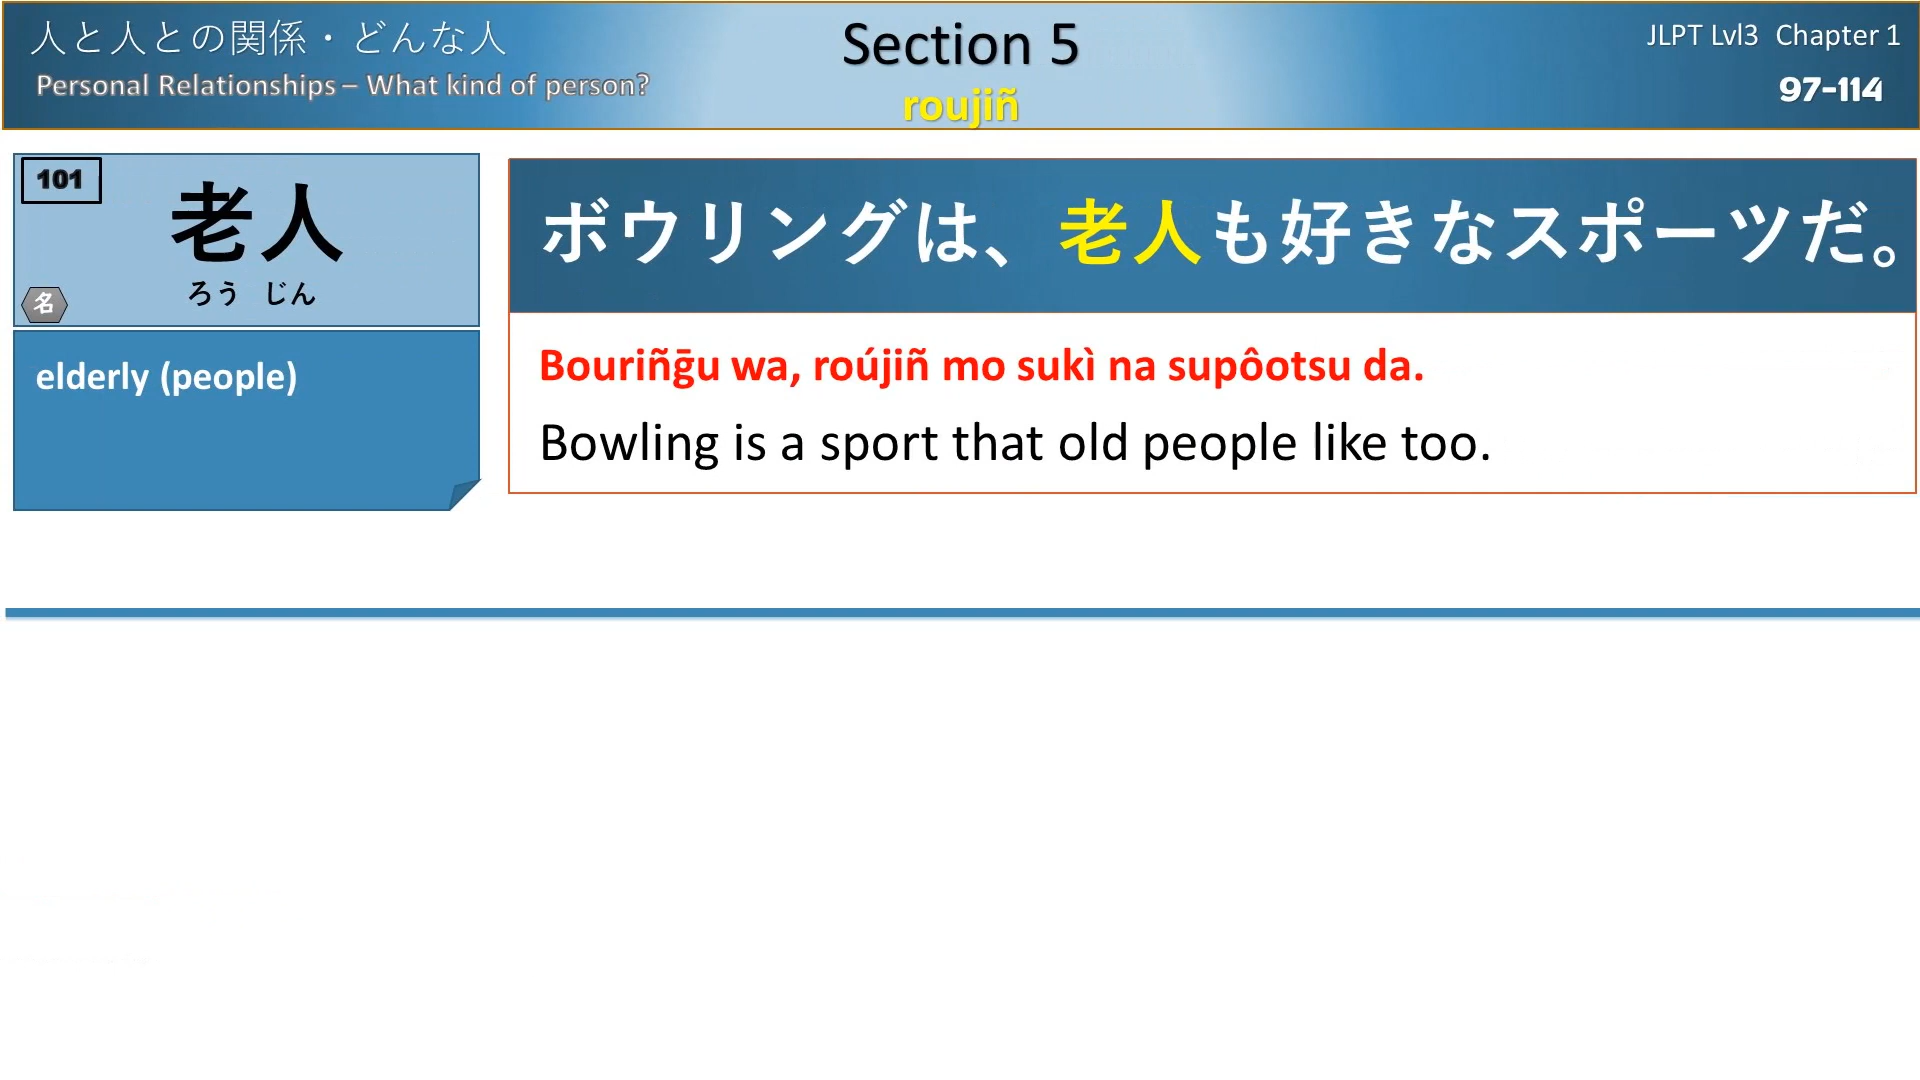 人と人との関係・どんな人
Personal Relationships – What kind of person?
Section 5
roujiñ
JLPT Lvl3 Chapter 1
97-114
101
老人
ろう じん
名
elderly (people)
ボウリングは、老人も好きなスポーツだ。
Bouriñḡu wa, roújiñ mo sukì na supôotsu da.
Bowling is a sport that old people like too.